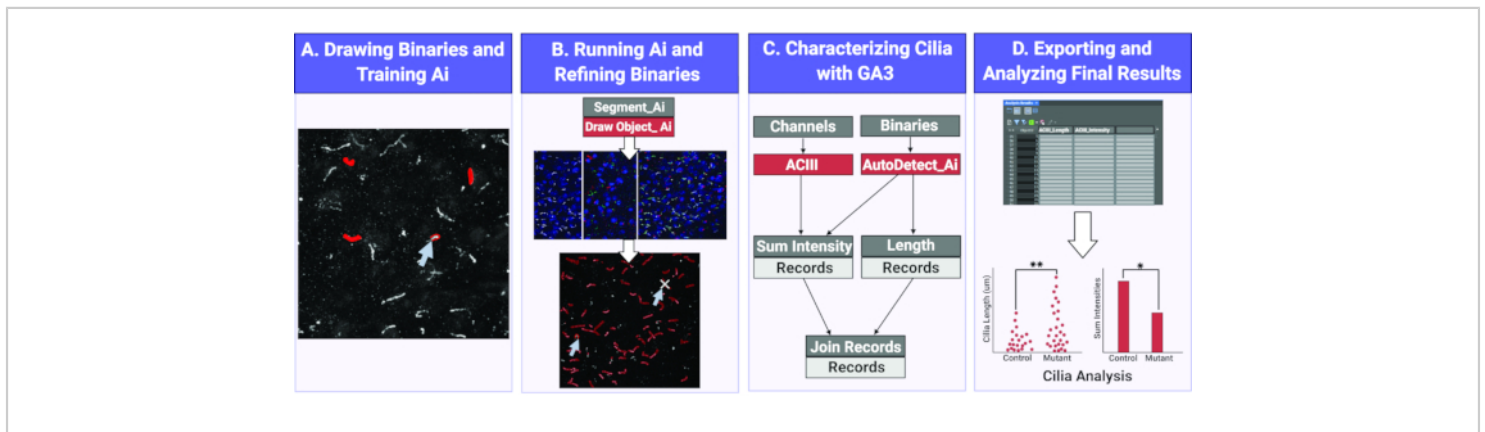 A. Drawing Binaries and
Training Ai
B. Running Ai and
Refining Binaries
Segment_Ai
Draw Object_ Ai
C. Characterizing Cilia
with GA3
Channels
Binaries
ACIII
AutoDetect_Ai
Sum Intensity
Records
Length
Records
Join Records
Records
D. Exporting and
Analyzing Final Results
ACIII_Length
ACIII_Intensity
**
Cilia Length (um)
Control
Mutant
*
Sum Intensities
Control
Mutant
Cilia Analysis